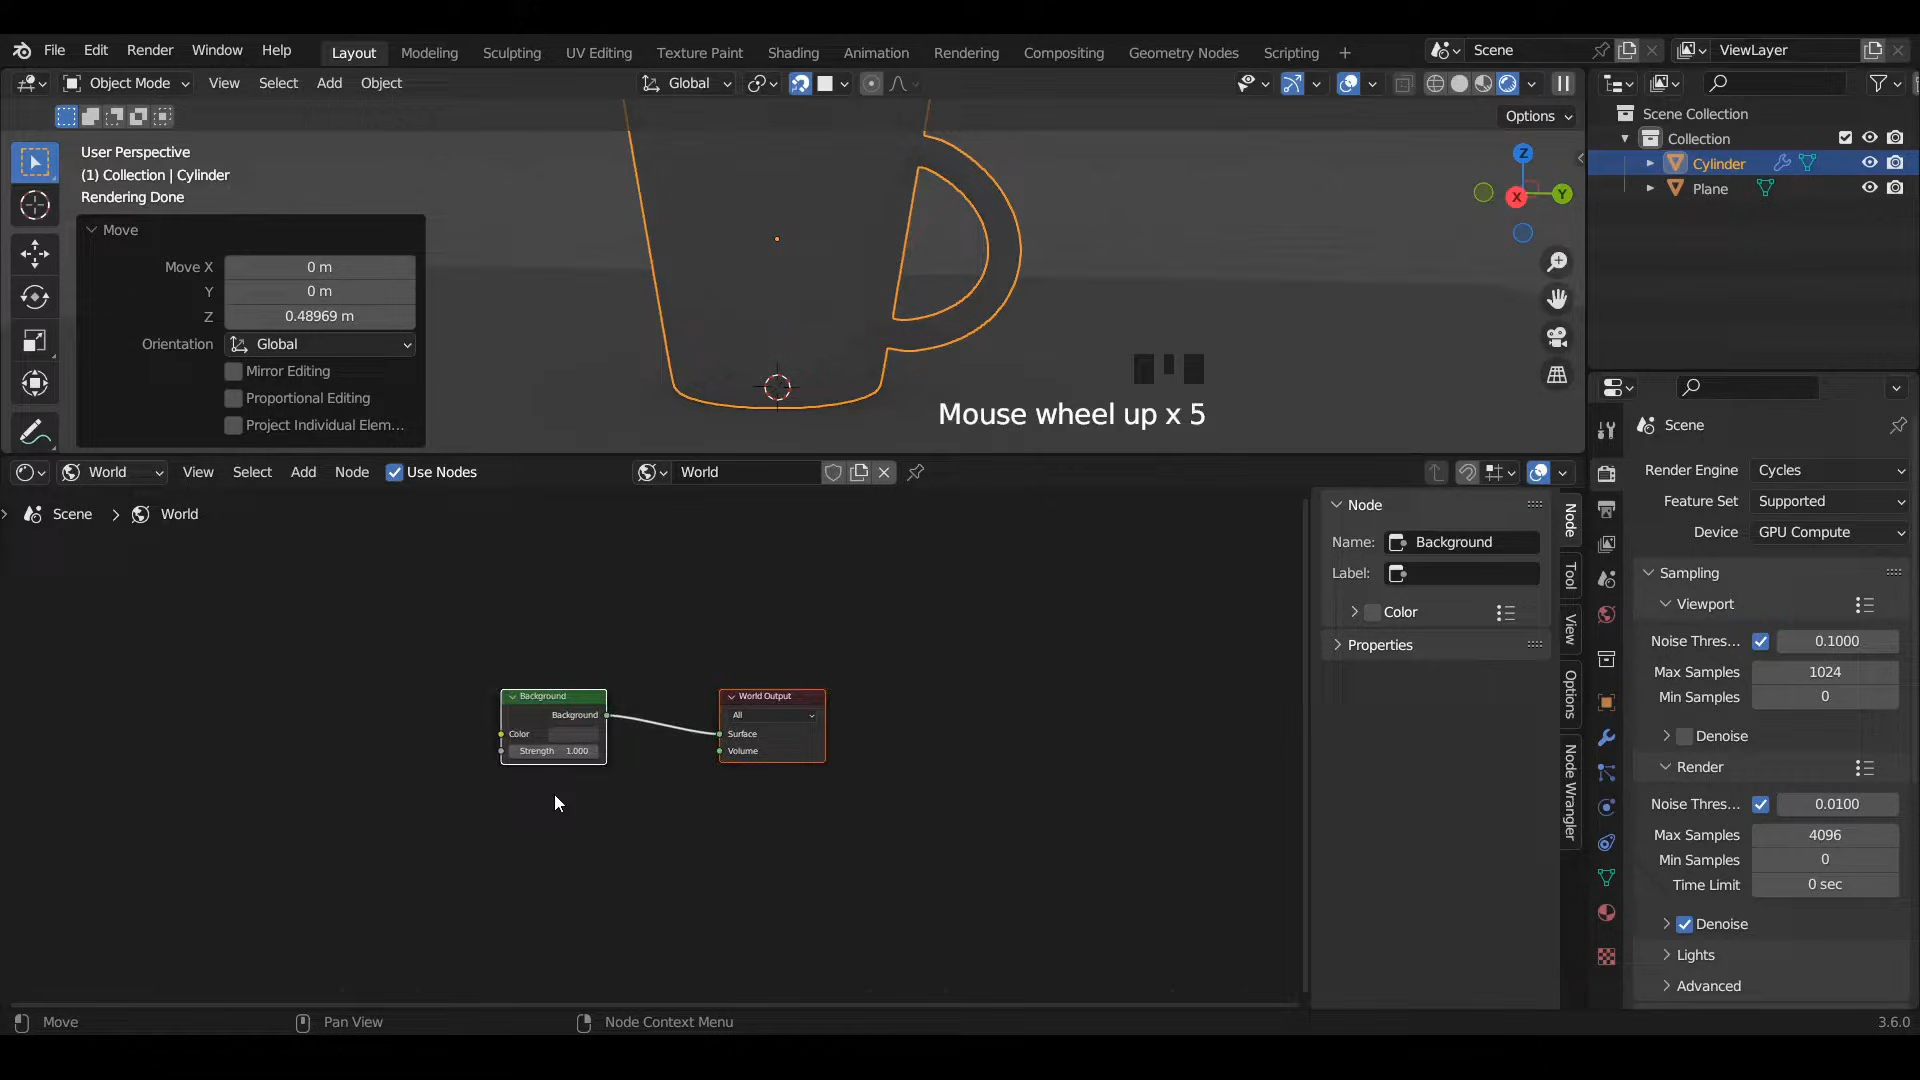 File Edit Render Window Help Layout Modeling Sculpting UV Editing Texture Paint Shading Animation Rendering Compositing Geometry Nodes Scripting Scene ViewLayer
Object Mode View Select Add Object Global
Options
User Perspective
(1) Collection | Cylinder
Rendering Done
Move
Move X 0 m
Y 0 m
Z 0.48969 m
Orientation Global
Mirror Editing
Proportional Editing
Project Individual Elem...
Z
X
Y
Mouse wheel up x 5
Scene Collection
Collection
Cylinder
Plane
World View Select Add Node Use Nodes World
Scene > World
Background
Background
Color
Strength 1.000
World Output
All
Surface
Volume
Node
Name: Background
Label:
Color
Properties
Node
Tool
View
Options
Node Wrangler
Scene
Render Engine Cycles
Feature Set Supported
Device GPU Compute
Sampling
Viewport
Noise Thres... 0.1000
Max Samples 1024
Min Samples 0
Denoise
Render
Noise Thres... 0.0100
Max Samples 4096
Min Samples 0
Time Limit 0 sec
Denoise
Lights
Advanced
Move Pan View Node Context Menu 3.6.0